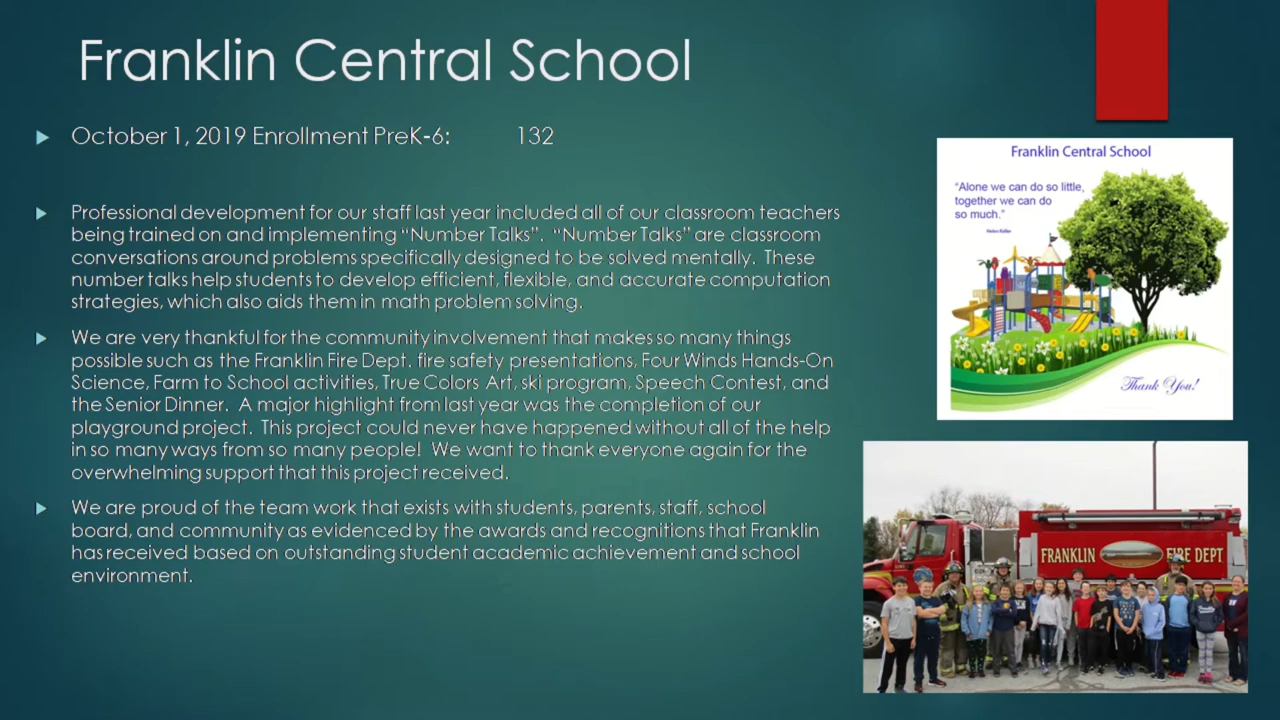 Franklin Central School
October 1, 2019 Enrollment PreK-6: 132
Professional development for our staff last year included all of our classroom teachers
being trained on and implementing “Number Talks”. “Number Talks” are classroom
conversations around problems specifically designed to be solved mentally. These
number talks help students to develop efficient, flexible, and accurate computation
strategies, which also aids them in math problem solving.
We are very thankful for the community involvement that makes so many things
possible such as the Franklin Fire Dept. fire safety presentations, Four Winds Hands-On
Science, Farm to School activities, True Colors Art, ski program, Speech Contest, and
the Senior Dinner. A major highlight from last year was the completion of our
playground project. This project could never have happened without all of the help
in so many ways from so many people! We want to thank everyone again for the
overwhelming support that this project received.
We are proud of the team work that exists with students, parents, staff, school
board, and community as evidenced by the awards and recognitions that Franklin
has received based on outstanding student academic achievement and school
environment.
Franklin Central School
“Alone we can do so little,
together we can do
so much.”
Helen Keller
Thank You!
FRANKLIN FIRE DEPT